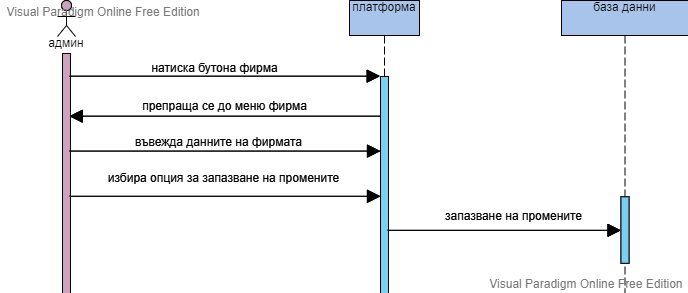 Visual Paradigm Online Free Edition
админ
платформа
база данни
натиска бутона фирма
препраща се до меню фирма
въвежда данните на фирмата
избира опция за запазване на промените
запазване на промените
Visual Paradigm Online Free Edition